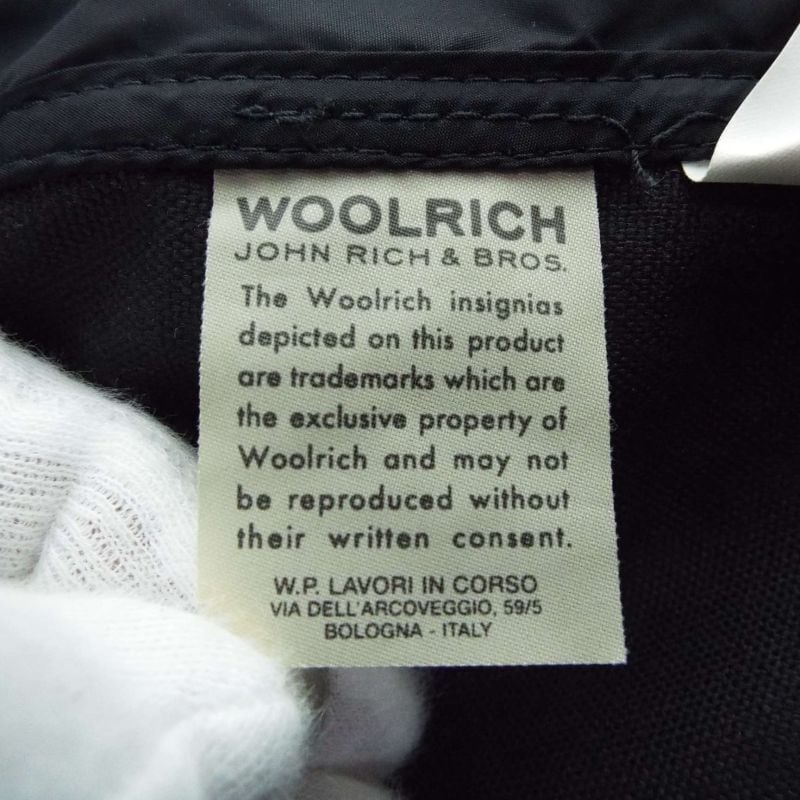 WOOLRICH
JOHN RICH & BROS.
The Woolrich insignias
depicted on this product
are trademarks which are
the exclusive property of
Woolrich and may not
be reproduced without
their written consent.
W.P. LAVORI IN CORSO
VIA DELL'ARCOVEGGIO, 59/5
BOLOGNA - ITALY